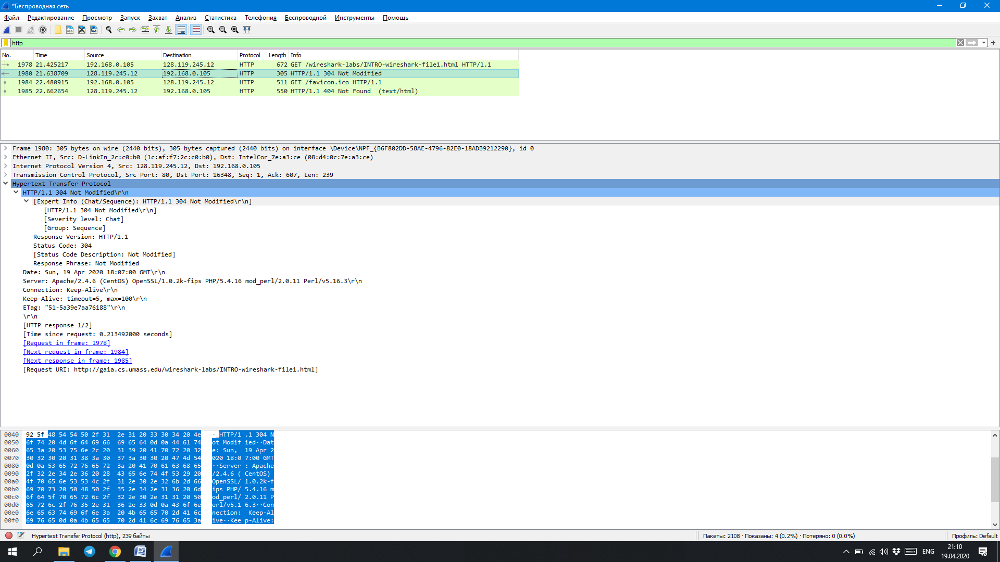 *Беспроводная сеть
Файл Редактирование Просмотр Запуск Захват Анализ Статистика Телефония Беспроводной Инструменты Помощь
http
No. Time Source Destination Protocol Length Info
1978 21.425217 192.168.0.105 128.119.245.12 HTTP 672 GET /wireshark-labs/INTRO-wireshark-file1.html HTTP/1.1
1980 21.638709 128.119.245.12 192.168.0.105 HTTP 305 HTTP/1.1 304 Not Modified
1984 22.480915 192.168.0.105 128.119.245.12 HTTP 511 GET /favicon.ico HTTP/1.1
1985 22.662654 128.119.245.12 192.168.0.105 HTTP 550 HTTP/1.1 404 Not Found (text/html)
Frame 1980: 305 bytes on wire (2440 bits), 305 bytes captured (2440 bits) on interface \Device\NPF_{B6F802DD-58AE-4796-82E0-18ADB9212290}, id 0
Ethernet II, Src: D-LinkIn_2c:c0:b0 (1c:af:f7:2c:c0:b0), Dst: IntelCor_7e:a3:ce (08:d4:0c:7e:a3:ce)
Internet Protocol Version 4, Src: 128.119.245.12, Dst: 192.168.0.105
Transmission Control Protocol, Src Port: 80, Dst Port: 16348, Seq: 1, Ack: 607, Len: 239
Hypertext Transfer Protocol
HTTP/1.1 304 Not Modified\r\n
[Expert Info (Chat/Sequence): HTTP/1.1 304 Not Modified\r\n]
[HTTP/1.1 304 Not Modified\r\n]
[Severity level: Chat]
[Group: Sequence]
Response Version: HTTP/1.1
Status Code: 304
[Status Code Description: Not Modified]
Response Phrase: Not Modified
Date: Sun, 19 Apr 2020 18:07:00 GMT\r\n
Server: Apache/2.4.6 (CentOS) OpenSSL/1.0.2k-fips PHP/5.4.16 mod_perl/2.0.11 Perl/v5.16.3\r\n
Connection: Keep-Alive\r\n
Keep-Alive: timeout=5, max=100\r\n
ETag: "51-5a39e7aa76188"\r\n
\r\n
[HTTP response 1/2]
[Time since request: 0.213492000 seconds]
[Request in frame: 1978]
[Next request in frame: 1984]
[Next response in frame: 1985]
[Request URI: http://gaia.cs.umass.edu/wireshark-labs/INTRO-wireshark-file1.html]
0040 92 5f 48 54 54 50 2f 31 2e 31 20 33 30 34 20 4e ·_HTTP/1 .1 304 N
0050 6f 74 20 4d 6f 64 69 66 69 65 64 0d 0a 44 61 74 ot Modif ied··Dat
0060 65 3a 20 53 75 6e 2c 20 31 39 20 41 70 72 20 32 e: Sun, 19 Apr 2
0070 30 32 30 20 31 38 3a 30 37 3a 30 30 20 47 4d 54 020 18:0 7:00 GMT
0080 0d 0a 53 65 72 76 65 72 3a 20 41 70 61 63 68 65 ··Server : Apache
0090 2f 32 2e 34 2e 36 20 28 43 65 6e 74 4f 53 29 20 /2.4.6 ( CentOS)
00a0 4f 70 65 6e 53 53 4c 2f 31 2e 30 2e 32 6b 2d 66 OpenSSL/ 1.0.2k-f
00b0 69 70 73 20 50 48 50 2f 35 2e 34 2e 31 36 20 6d ips PHP/ 5.4.16 m
00c0 6f 64 5f 70 65 72 6c 2f 32 2e 30 2e 31 31 20 50 od_perl/ 2.0.11 P
00d0 65 72 6c 2f 76 35 2e 31 36 2e 33 0d 0a 43 6f 6e erl/v5.1 6.3··Con
00e0 6e 65 63 74 69 6f 6e 3a 20 4b 65 65 70 2d 41 6c nection: Keep-Al
00f0 69 76 65 0d 0a 4b 65 65 70 2d 41 6c 69 76 65 3a ive··Kee p-Alive:
Hypertext Transfer Protocol (http), 239 байты
Пакеты: 2108 · Показаны: 4 (0.2%) · Потеряно: 0 (0.0%)
Профиль: Default
ENG
21:10
19.04.2020